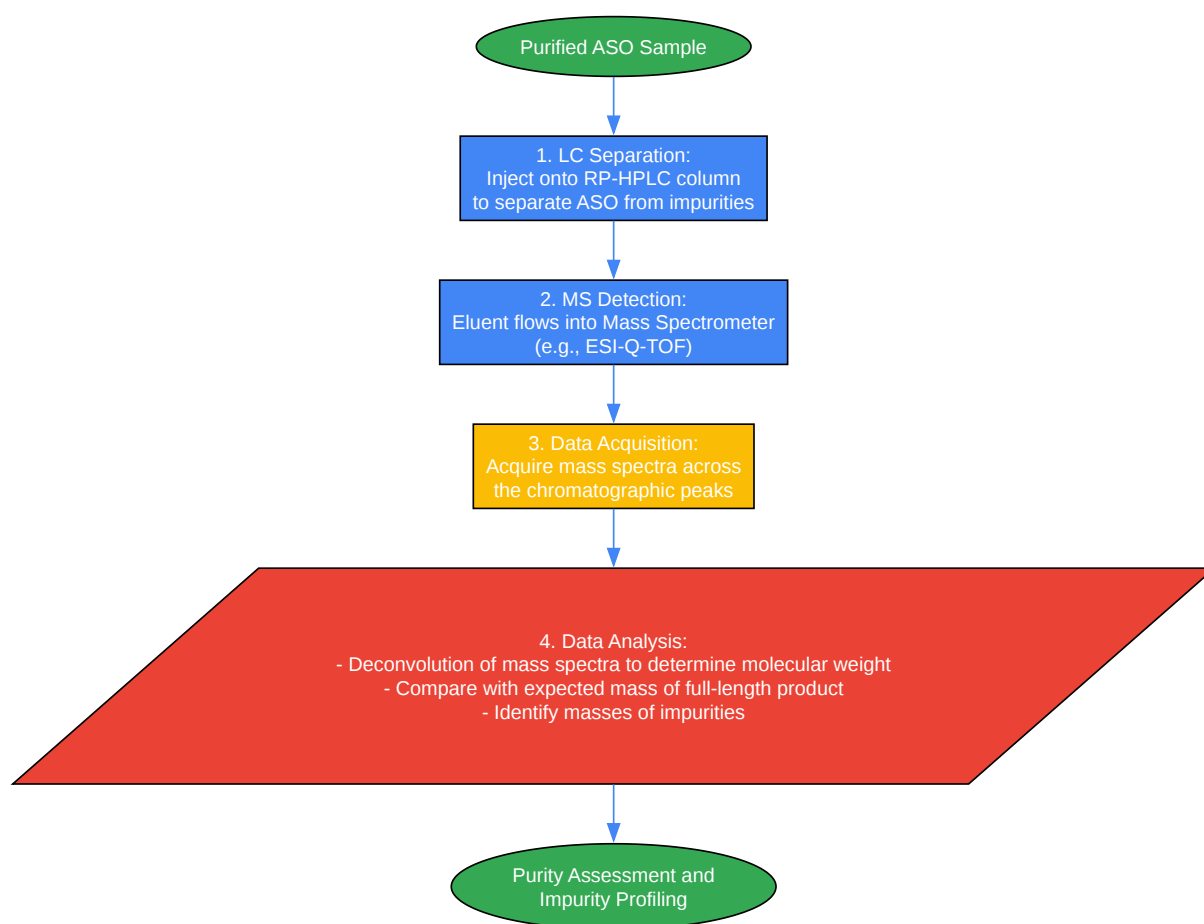 Purified ASO Sample
1. LC Separation:
Inject onto RP-HPLC column
to separate ASO from impurities
2. MS Detection:
Eluent flows into Mass Spectrometer
(e.g., ESI-Q-TOF)
3. Data Acquisition:
Acquire mass spectra across
the chromatographic peaks
4. Data Analysis:
- Deconvolution of mass spectra to determine molecular weight
- Compare with expected mass of full-length product
- Identify masses of impurities
Purity Assessment and
Impurity Profiling